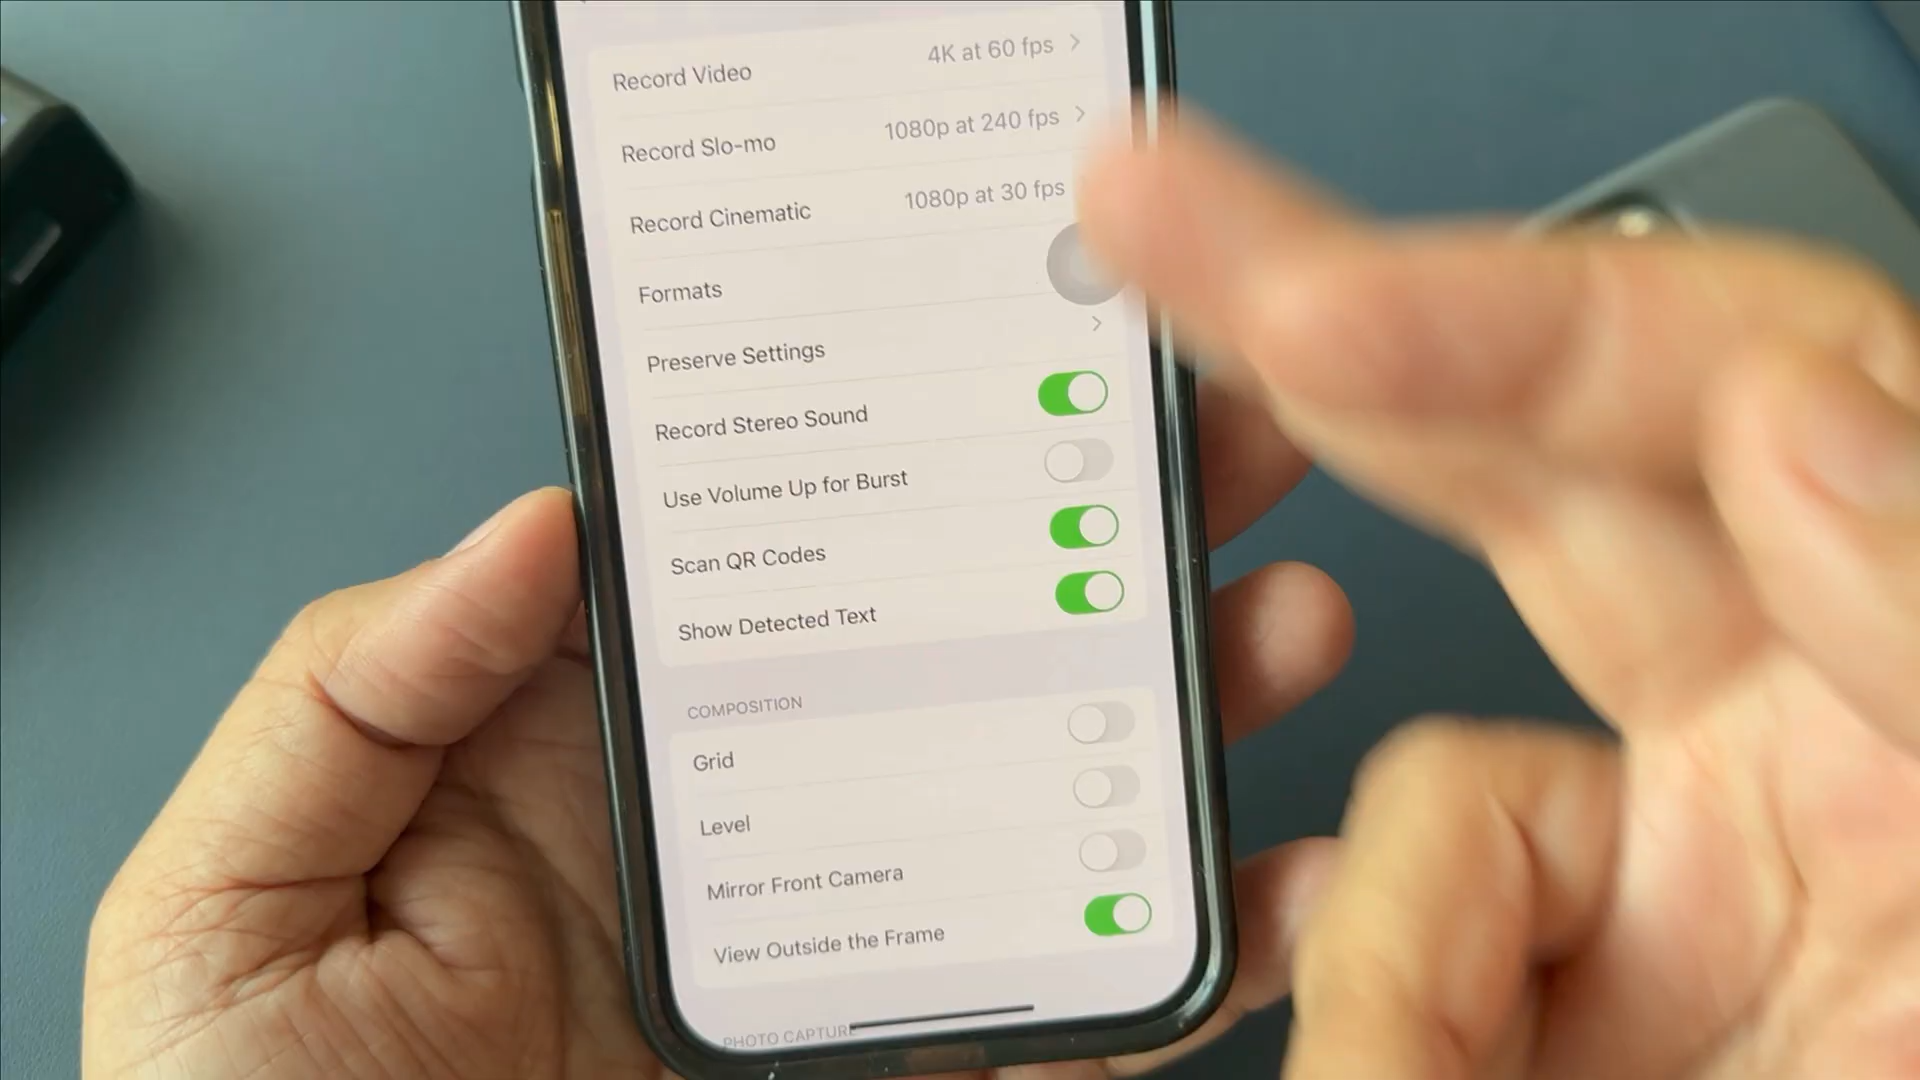 Record Video 4K at 60 fps
Record Slo-mo 1080p at 240 fps
Record Cinematic 1080p at 30 fps
Formats
Preserve Settings
Record Stereo Sound
Use Volume Up for Burst
Scan QR Codes
Show Detected Text
COMPOSITION
Grid
Level
Mirror Front Camera
View Outside the Frame
PHOTO CAPTURE